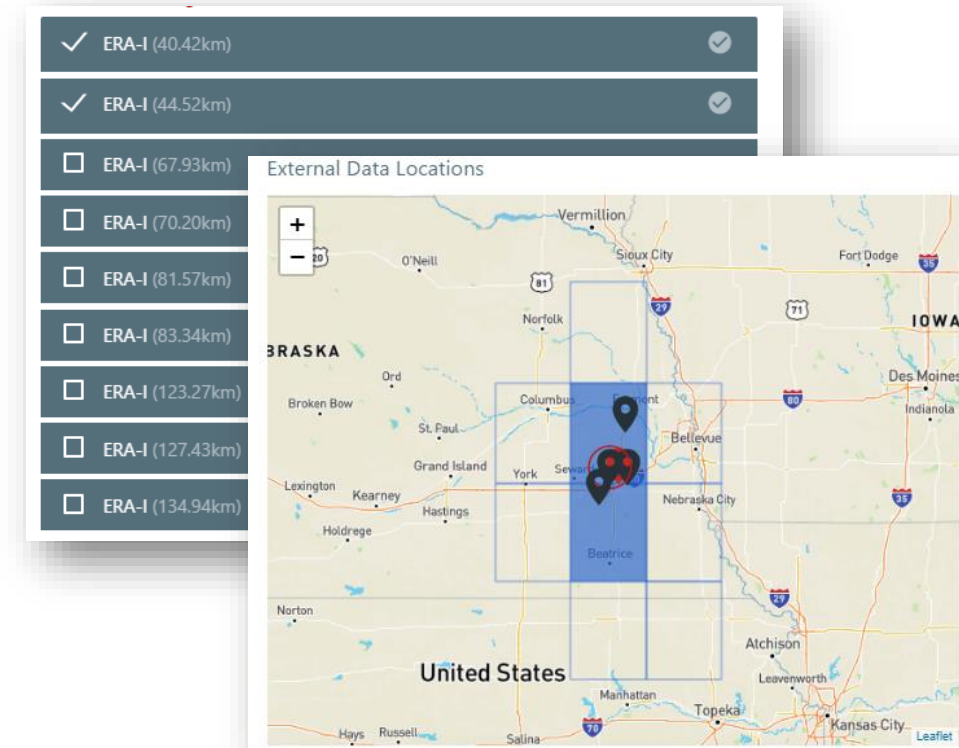 ERA-I (40.42km)
ERA-I (44.52km)
ERA-I (67.93km)
ERA-I (70.20km)
ERA-I (81.57km)
ERA-I (83.34km)
ERA-I (123.27km)
ERA-I (127.43km)
ERA-I (134.94km)
External Data Locations
+
−
20
Vermillion
O'Neill
Sioux City
Fort Dodge
35
81
29
71
Norfolk
IOWA
BRASKA
Ord
Des Moines
Broken Bow
Columbus
80
Indianola
St. Paul
Bellevue
Grand Island
York
Lexington
Kearney
Nebraska City
35
Hastings
Holdrege
Beatrice
29
Norton
Atchison
United States
Leavenworth
Manhattan
Topeka
Kansas City
70
Hays
Russell
Salina
Leaflet